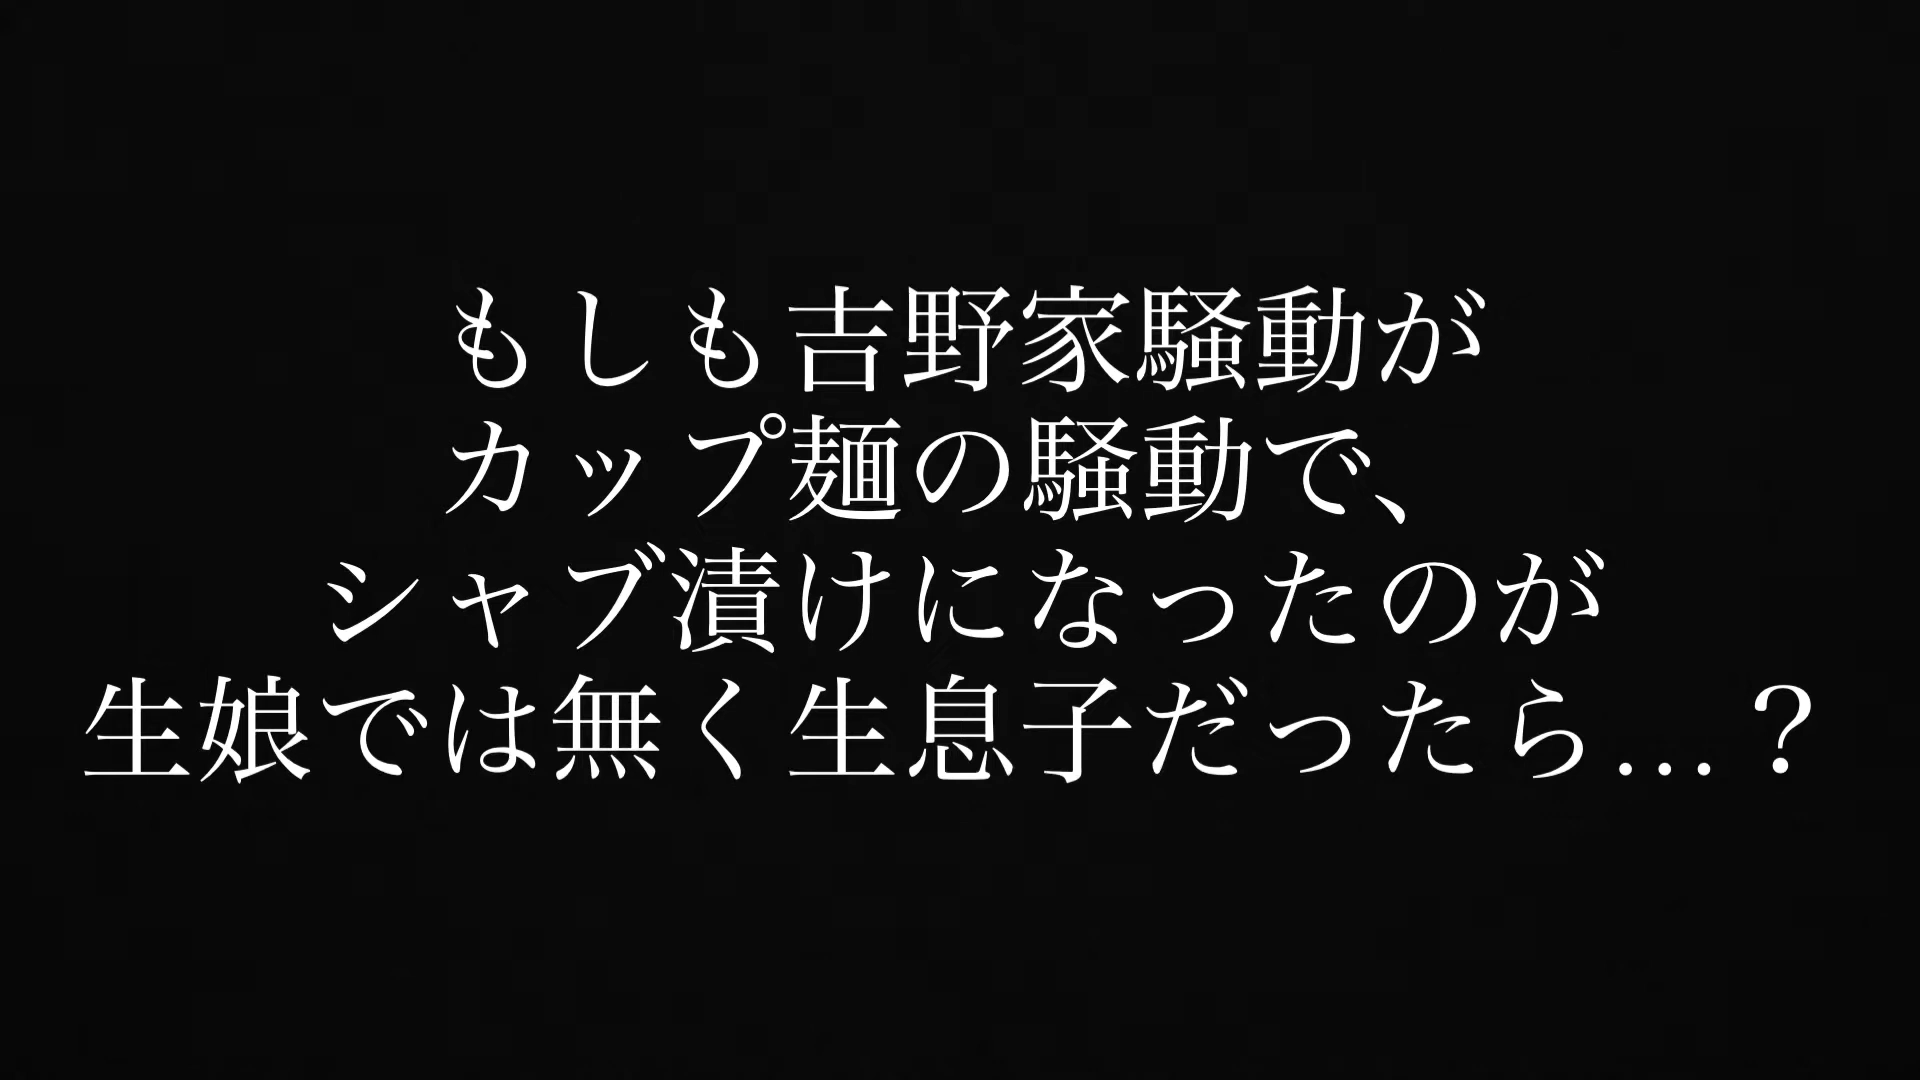 もしも吉野家騒動が
カップ麺の騒動で、
シャブ漬けになったのが
生娘では無く生息子だったら...？